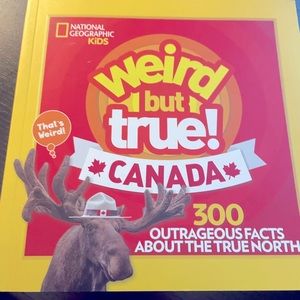 NATIONAL
GEOGRAPHIC
KiDS
weird
but
true!
That's
Weird!
CANADA
300
OUTRAGEOUS FACTS
ABOUT THE TRUE NORTH